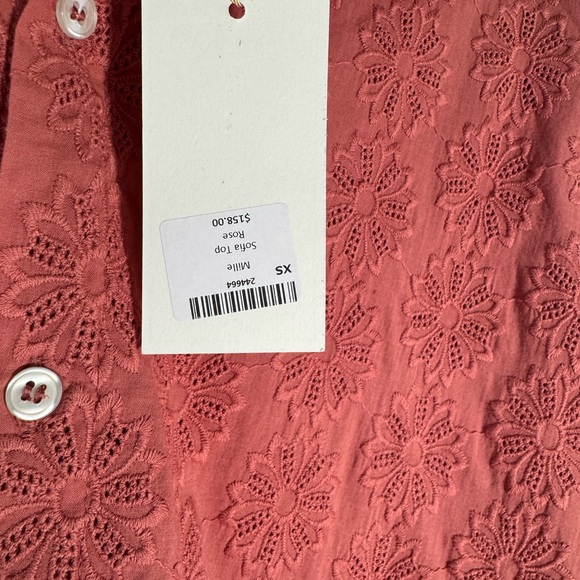 244664
Mille
Sofia Top
Rose
$158.00
XS